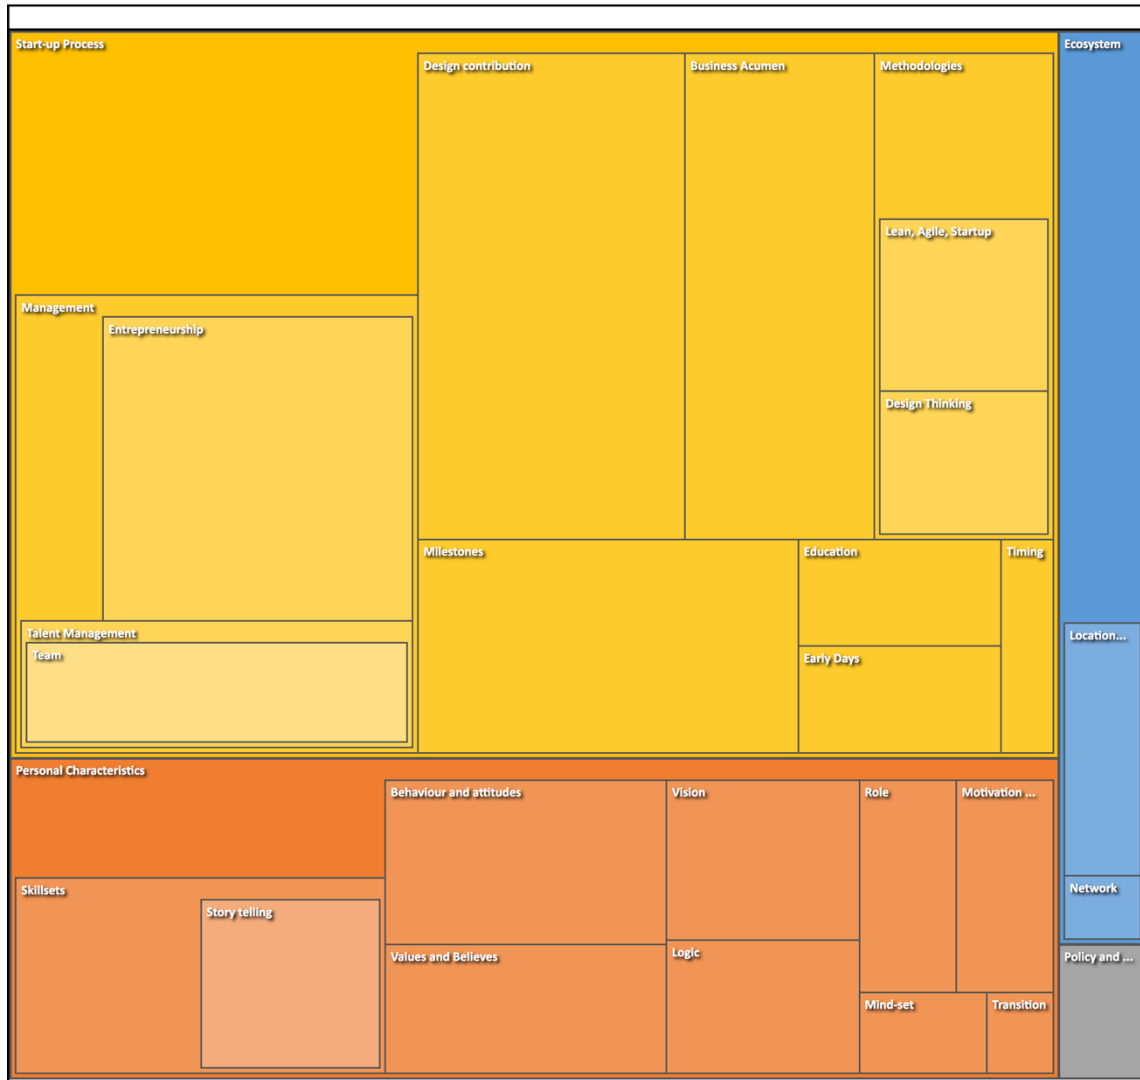 Start-up Process
Design contribution
Business Acumen
Methodologies
Lean, Agile, Startup
Design Thinking
Management
Entrepreneurship
Talent Management
Team
Milestones
Education
Timing
Early Days
Personal Characteristics
Behaviour and attitudes
Vision
Role
Motivation ...
Skillsets
Story telling
Values and Believes
Logic
Mind-set
Transition
Ecosystem
Location...
Network
Policy and ...